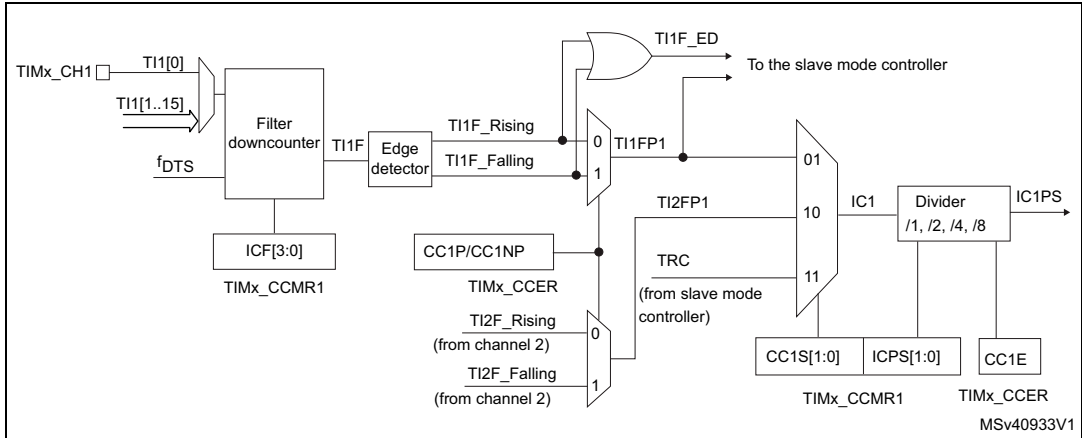 TI1F_ED
To the slave mode controller
TIMx_CH1
TI1[0]
TI1[1..15]
fDTS
Filter
downcounter
TI1F
Edge
detector
TI1F_Rising
TI1F_Falling
0
1
TI1FP1
01
TI2FP1
10
IC1
Divider
/1, /2, /4, /8
IC1PS
ICF[3:0]
TIMx_CCMR1
CC1P/CC1NP
TIMx_CCER
TRC
11
(from slave mode
controller)
TI2F_Rising
0
(from channel 2)
TI2F_Falling
1
(from channel 2)
CC1S[1:0]
ICPS[1:0]
CC1E
TIMx_CCMR1
TIMx_CCER
MSv40933V1